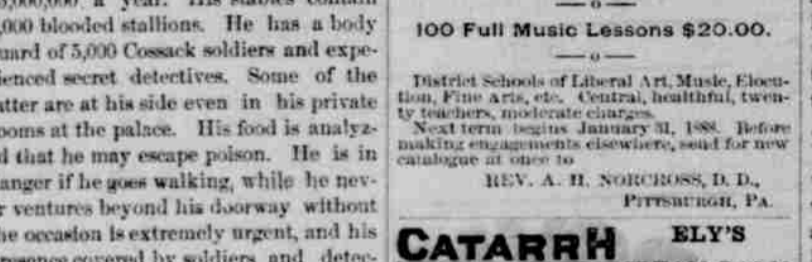 ,000,000 a year. His stables contain
,000 blooded stallions. He has a body
uard of 5,000 Cossack soldiers and expe-
ienced secret detectives. Some of the
atter are at his side even in his private
ooms at the palace. His food is analyz-
d that he may escape poison. He is in
anger if he goes walking, while he nev-
r ventures beyond his doorway without
he occasion is extremely urgent, and his
resence covered by soldiers and detec-
100 Full Music Lessons $20.00.
District Schools of Liberal Art, Music, Elocu-
tion, Fine Arts, etc. Central, healthful, twen-
ty teachers, moderate charges.
Next term begins January 31, 1888. Before
making engagements elsewhere, send for new
catalogue at once to
REV. A. H. NORCROSS, D. D.,
PITTSBURGH, PA.
CATARRH ELY'S